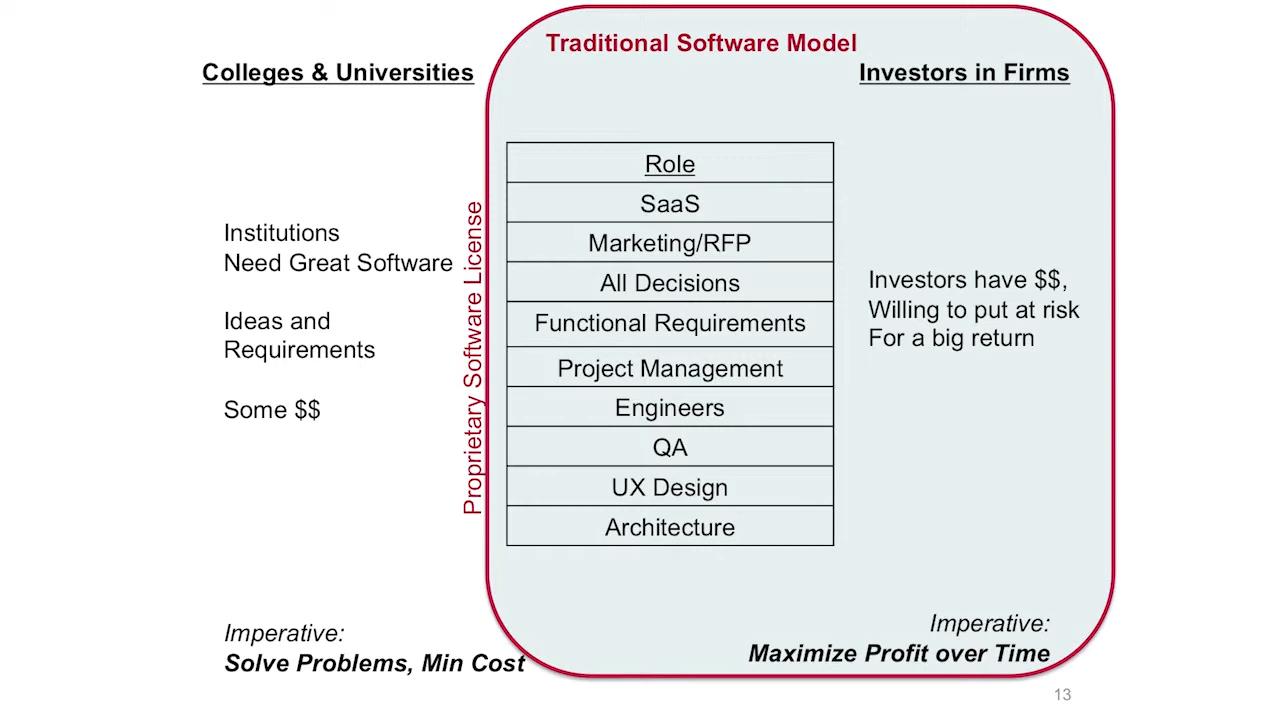 Traditional Software Model
Colleges & Universities
Investors in Firms
Institutions
Need Great Software
Ideas and
Requirements
Some $$
Proprietary Software License
Role
SaaS
Marketing/RFP
All Decisions
Functional Requirements
Project Management
Engineers
QA
UX Design
Architecture
Investors have $$,
Willing to put at risk
For a big return
Imperative:
Solve Problems, Min Cost
Imperative:
Maximize Profit over Time
13